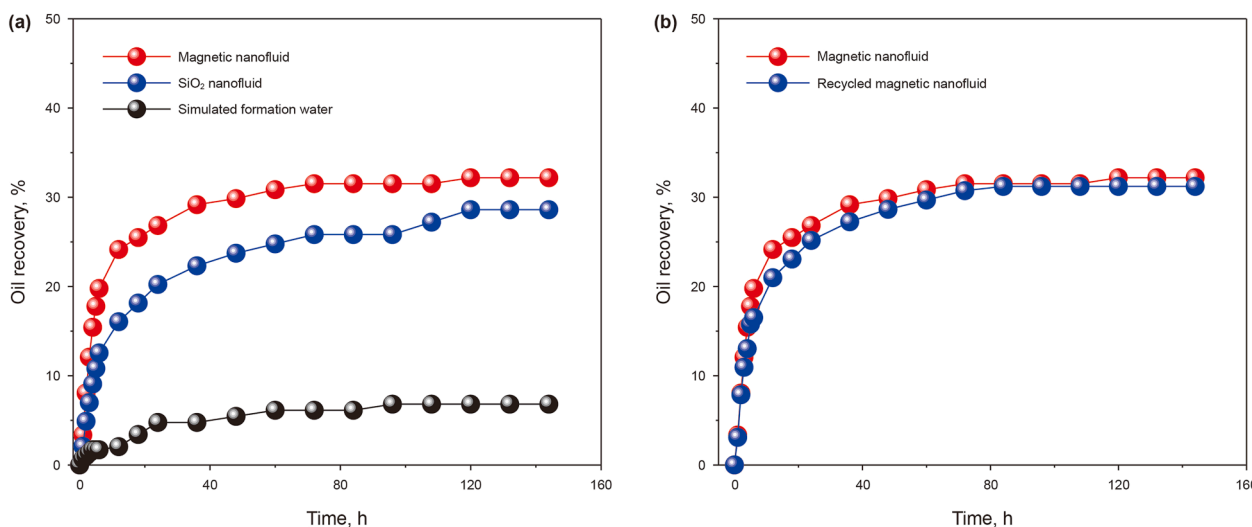 (a)
50
40
30
20
10
0
Oil recovery, %
Magnetic nanofluid
SiO₂ nanofluid
Simulated formation water
0 40 80 120 160
Time, h
(b)
50
40
30
20
10
0
Oil recovery, %
Magnetic nanofluid
Recycled magnetic nanofluid
0 40 80 120 160
Time, h